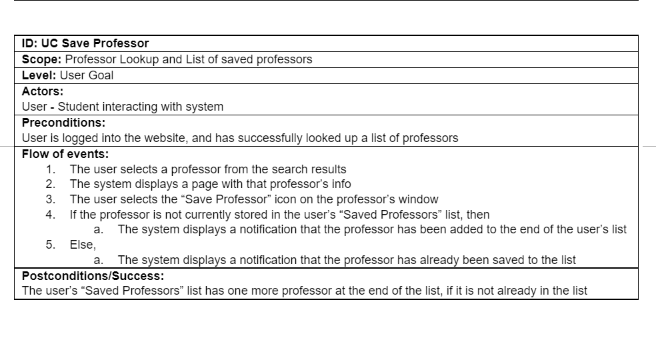 ID: UC Save Professor
Scope: Professor Lookup and List of saved professors
Level: User Goal
Actors:
User - Student interacting with system
Preconditions:
User is logged into the website, and has successfully looked up a list of professors
Flow of events:
1. The user selects a professor from the search results
2. The system displays a page with that professor's info
3. The user selects the “Save Professor” icon on the professor's window
4. If the professor is not currently stored in the user's “Saved Professors” list, then
a. The system displays a notification that the professor has been added to the end of the user's list
5. Else,
a. The system displays a notification that the professor has already been saved to the list
Postconditions/Success:
The user's “Saved Professors” list has one more professor at the end of the list, if it is not already in the list